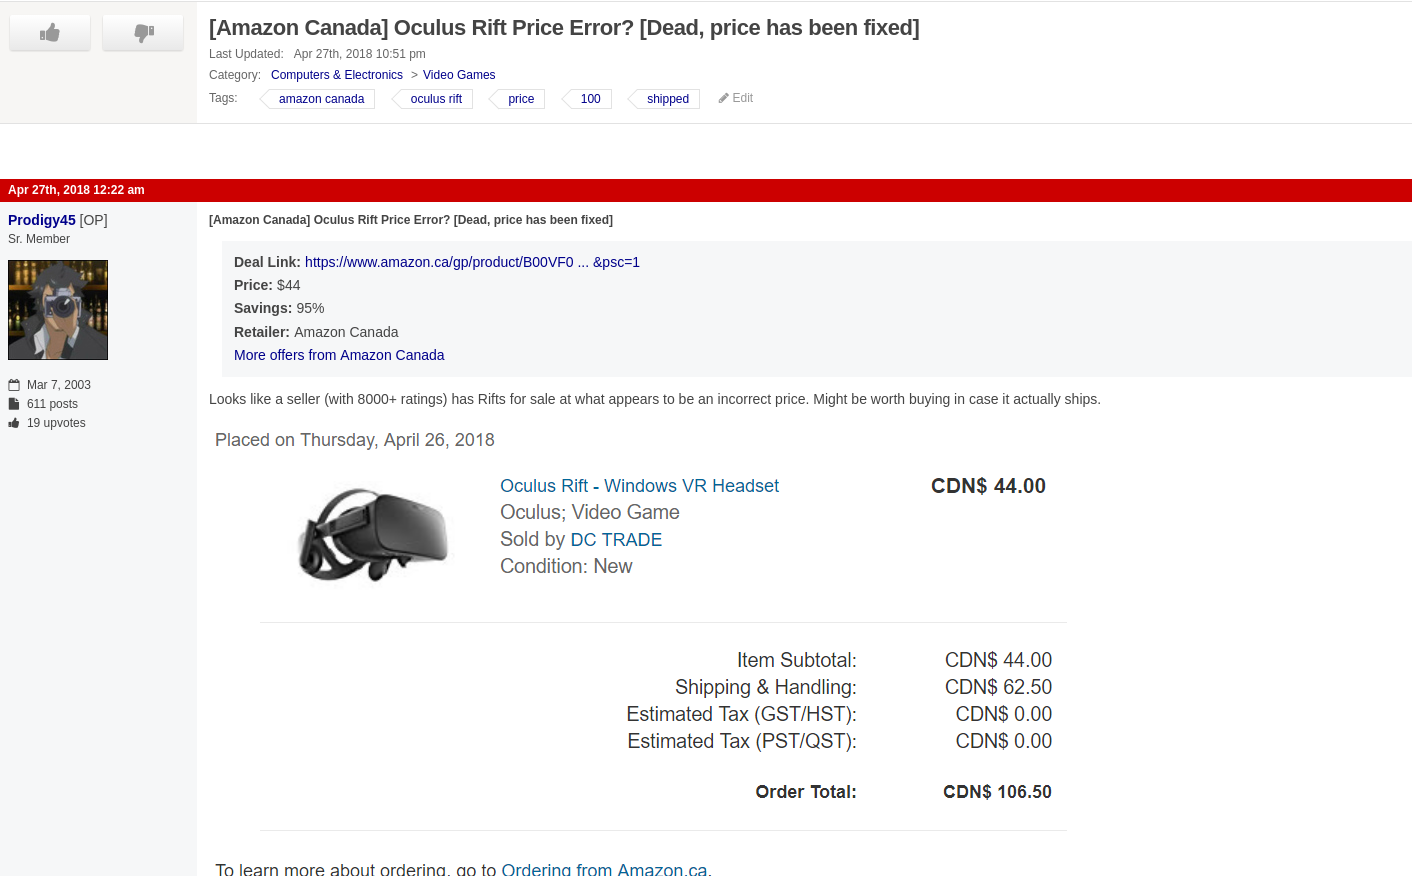 [Amazon Canada] Oculus Rift Price Error? [Dead, price has been fixed]
Last Updated: Apr 27th, 2018 10:51 pm
Category: Computers & Electronics > Video Games
Tags: amazon canada oculus rift price 100 shipped Edit
Apr 27th, 2018 12:22 am
Prodigy45 [OP]
Sr. Member
Mar 7, 2003
611 posts
19 upvotes
[Amazon Canada] Oculus Rift Price Error? [Dead, price has been fixed]
Deal Link: https://www.amazon.ca/gp/product/B00VF0 ... &psc=1
Price: $44
Savings: 95%
Retailer: Amazon Canada
More offers from Amazon Canada
Looks like a seller (with 8000+ ratings) has Rifts for sale at what appears to be an incorrect price. Might be worth buying in case it actually ships.
Placed on Thursday, April 26, 2018
Oculus Rift - Windows VR Headset CDN$ 44.00
Oculus; Video Game
Sold by DC TRADE
Condition: New
Item Subtotal: CDN$ 44.00
Shipping & Handling: CDN$ 62.50
Estimated Tax (GST/HST): CDN$ 0.00
Estimated Tax (PST/QST): CDN$ 0.00
Order Total: CDN$ 106.50
To learn more about ordering, go to Ordering from Amazon.ca.